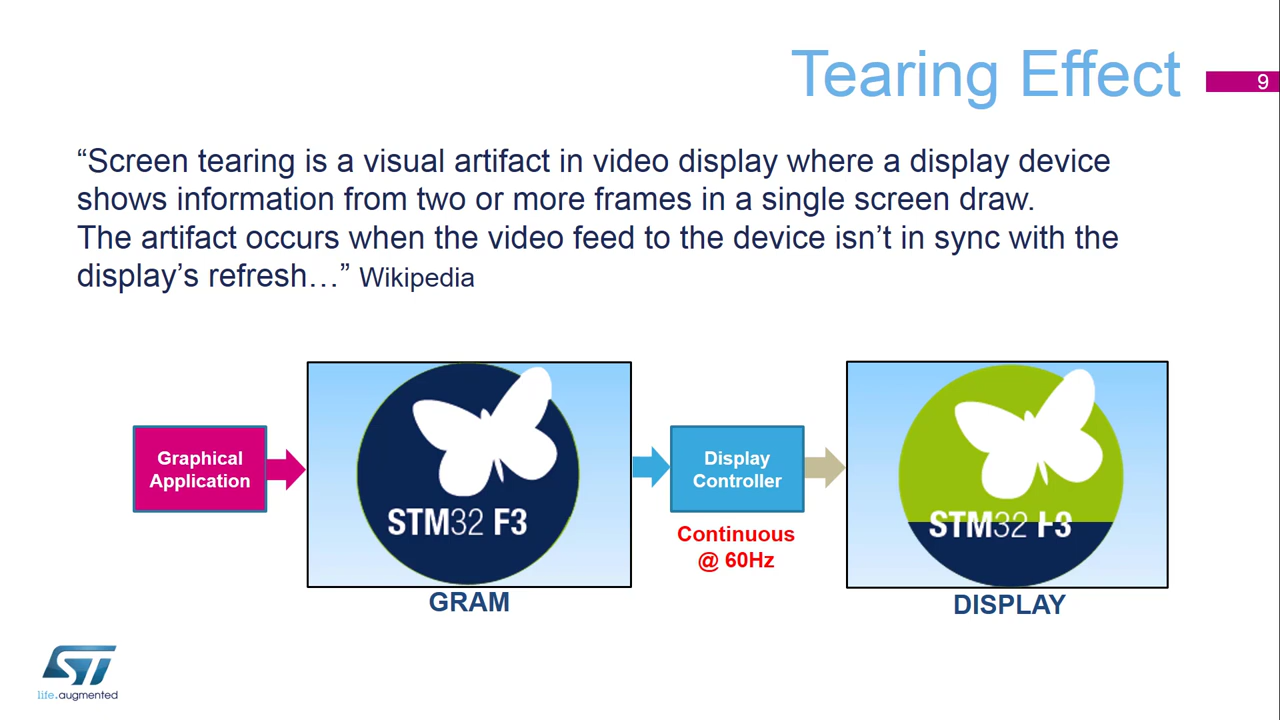 Tearing Effect
9
“Screen tearing is a visual artifact in video display where a display device
shows information from two or more frames in a single screen draw.
The artifact occurs when the video feed to the device isn’t in sync with the
display’s refresh…” Wikipedia
Graphical
Application
STM32 F3
GRAM
Display
Controller
Continuous
@ 60Hz
STM32 F3
DISPLAY
ST
life.augmented